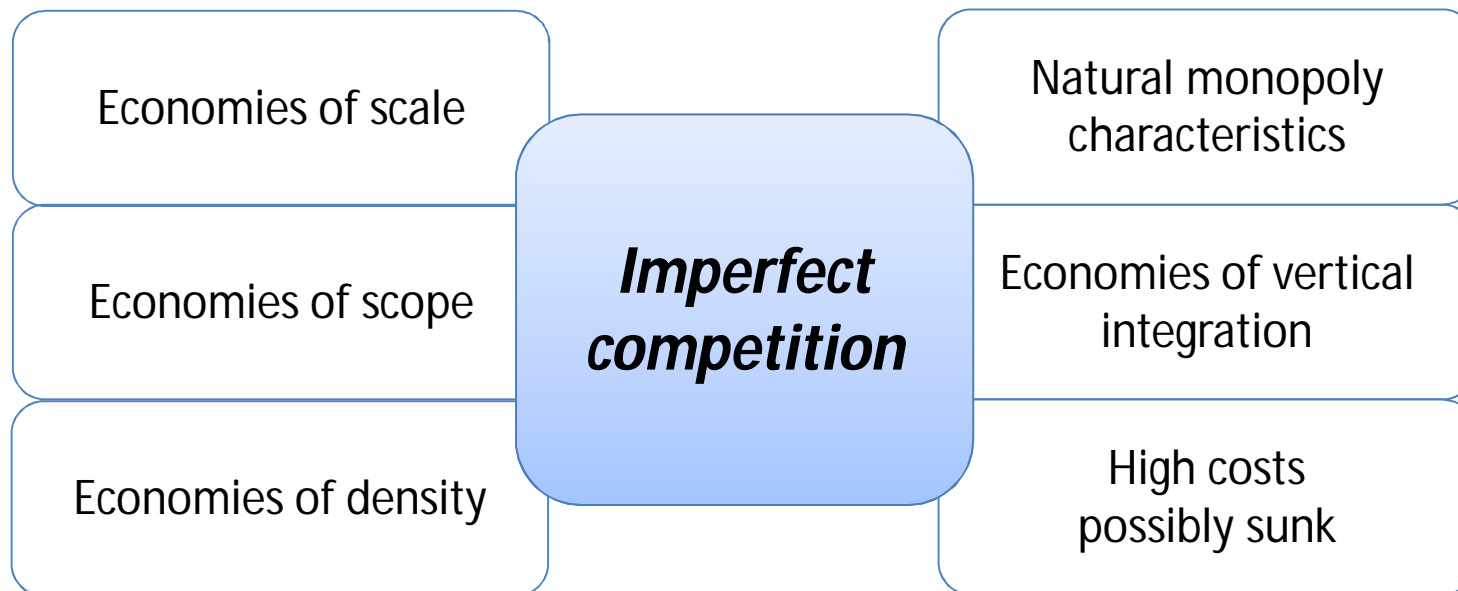 Economies of scale
Economies of scope
Economies of density
Imperfect
competition
Natural monopoly
characteristics
Economies of vertical
integration
High costs
possibly sunk